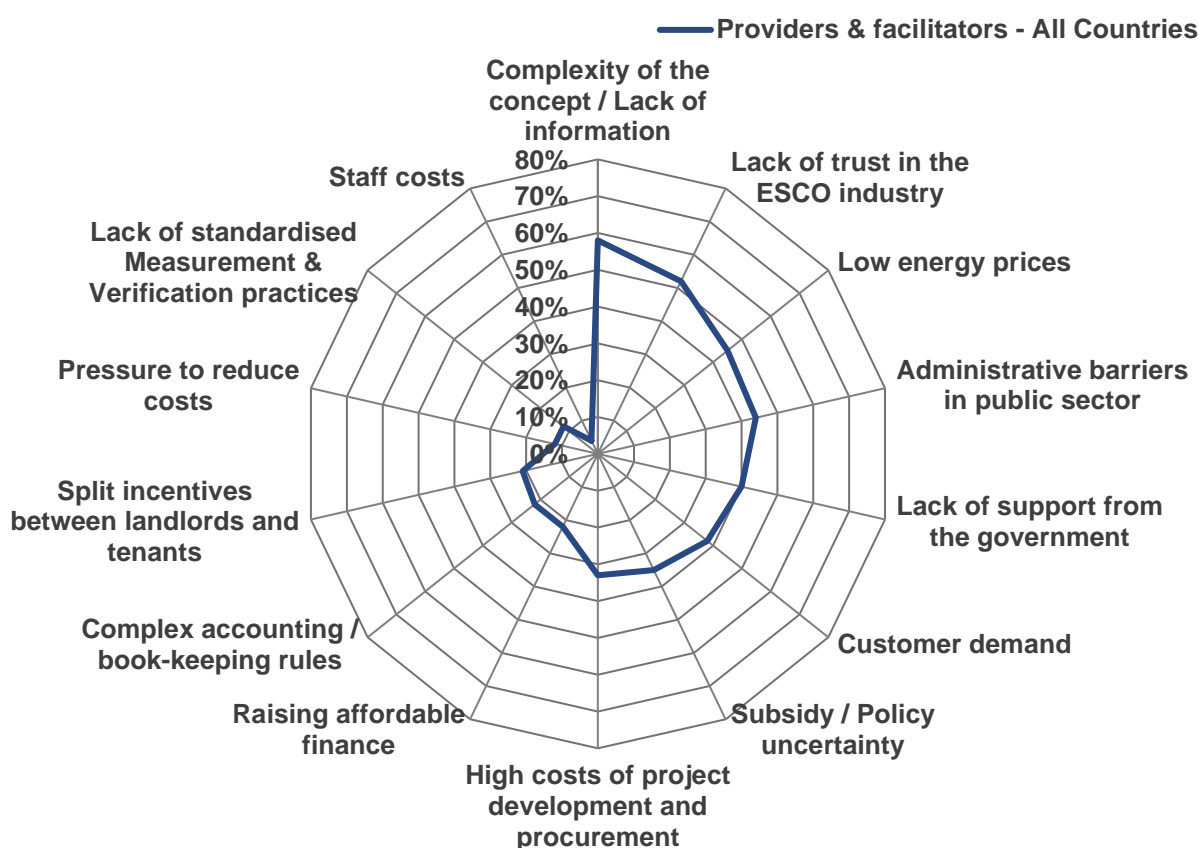 Providers & facilitators - All Countries
Complexity of the
concept / Lack of
information
80%
70%
60%
50%
40%
30%
20%
10%
0%
Lack of trust in the
ESCO industry
Low energy prices
Administrative barriers
in public sector
Lack of support from
the government
Customer demand
Subsidy / Policy
uncertainty
High costs of project
development and
procurement
Raising affordable
finance
Complex accounting /
book-keeping rules
Split incentives
between landlords and
tenants
Pressure to reduce
costs
Lack of standardised
Measurement &
Verification practices
Staff costs